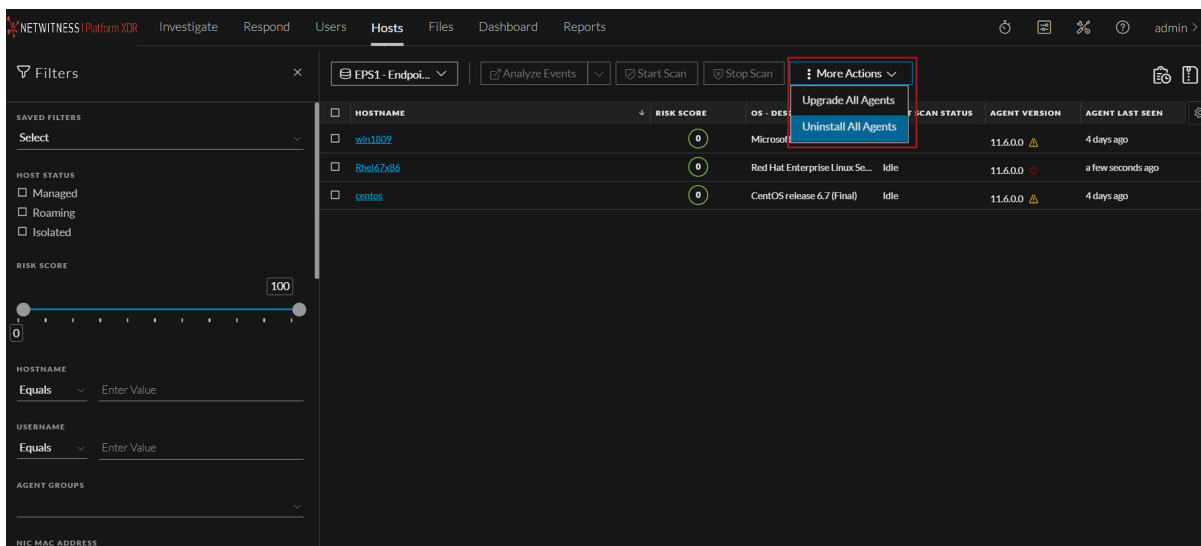 NETWITNESS Platform XDR Investigate Respond Users Hosts Files Dashboard Reports admin >
Filters
EPS1 - Endpoi... Analyze Events Start Scan Stop Scan More Actions
Upgrade All Agents
Uninstall All Agents
SAVED FILTERS
Select
HOST STATUS
Managed
Roaming
Isolated
RISK SCORE
100
0
HOSTNAME
Equals Enter Value
USERNAME
Equals Enter Value
AGENT GROUPS
NIC MAC ADDRESS
HOSTNAME RISK SCORE OS - DES SCAN STATUS AGENT VERSION AGENT LAST SEEN
win1809 0 Microsoft 11.6.0.0 4 days ago
Rhel67x86 0 Red Hat Enterprise Linux Se... Idle 11.6.0.0 a few seconds ago
centos 0 CentOS release 6.7 (Final) Idle 11.6.0.0 4 days ago